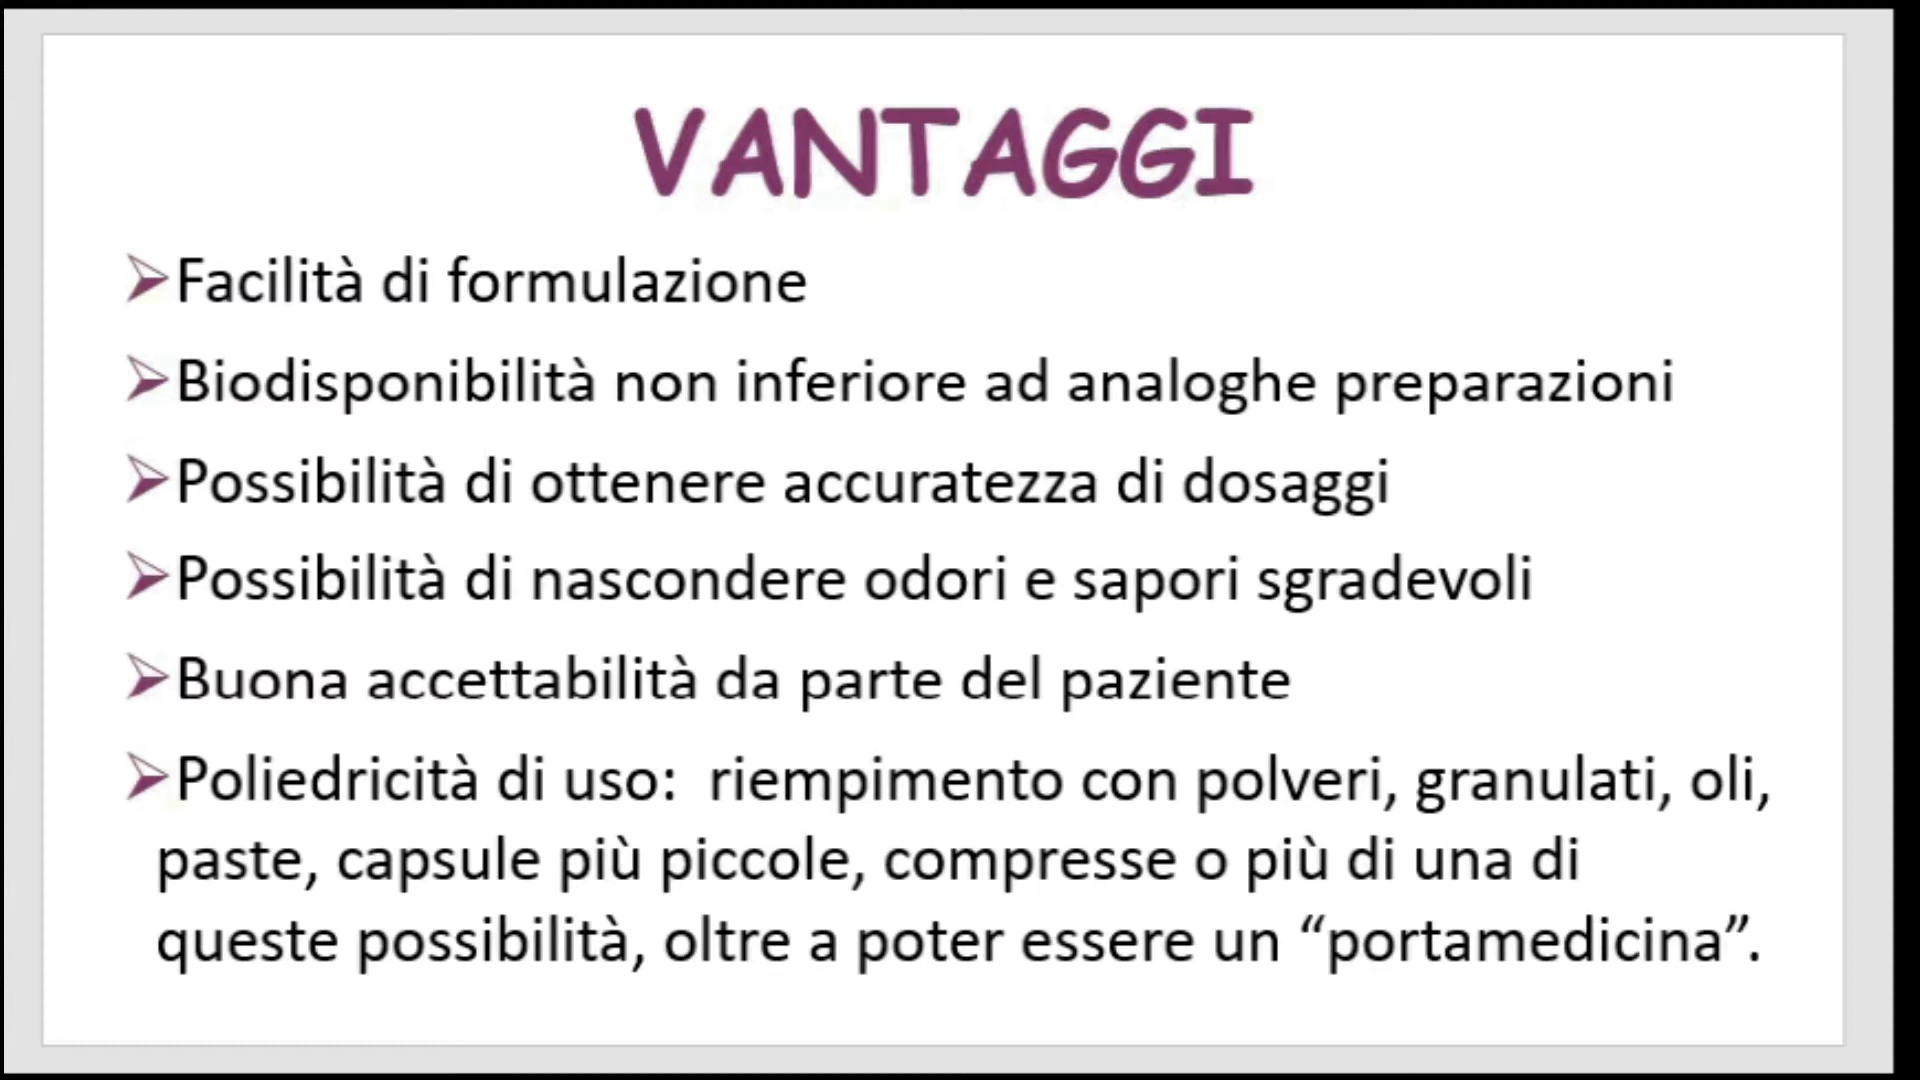 VANTAGGI
➢Facilità di formulazione
➢Biodisponibilità non inferiore ad analoghe preparazioni
➢Possibilità di ottenere accuratezza di dosaggi
➢Possibilità di nascondere odori e sapori sgradevoli
➢Buona accettabilità da parte del paziente
➢Poliedricità di uso:  riempimento con polveri, granulati, oli,
paste, capsule più piccole, compresse o più di una di
queste possibilità, oltre a poter essere un “portamedicina”.